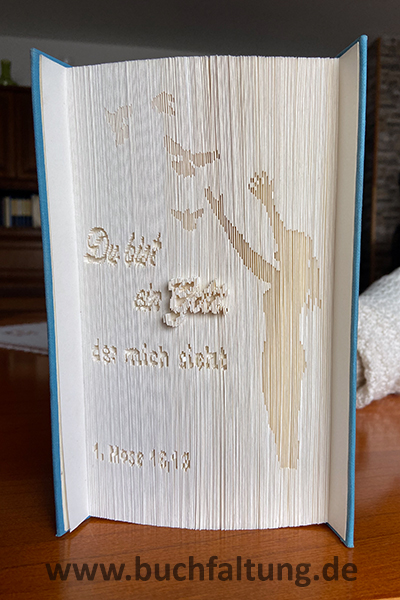 Du bist
ein Gott
der mich sieht
1. Mose 16,13
www.buchfaltung.de